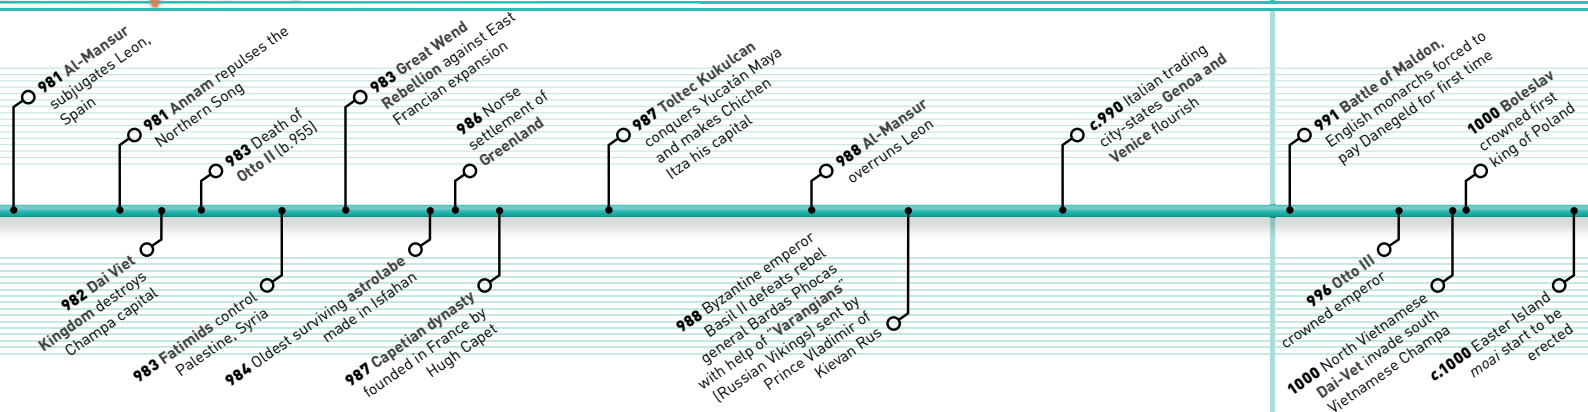 981 Al-Mansur
subjugates Leon,
Spain
981 Annam repulses the
Northern Song
983 Death of
Otto II (b.955)
983 Great Wend
Rebellion against East
Francian expansion
986 Norse
settlement of
Greenland
987 Toltec Kukulcan
conquers Yucatán Maya
and makes Chichen
Itza his capital
988 Al-Mansur
overruns Leon
c.990 Italian trading
city-states Genoa and
Venice flourish
991 Battle of Maldon,
English monarchs forced to
pay Danegeld for first time
1000 Boleslav
crowned first
king of Poland
982 Dai Viet
Kingdom destroys
Champa capital
983 Fatimids control
Palestine, Syria
984 Oldest surviving astrolabe
made in Isfahan
987 Capetian dynasty
founded in France by
Hugh Capet
988 Byzantine emperor
Basil II defeats rebel
general Bardas Phocas
with help of "Varangians"
(Russian Vikings) sent by
Prince Vladimir of
Kievan Rus
996 Otto III
crowned emperor
1000 North Vietnamese
Dai-Vet invade south
Vietnamese Champa
c.1000 Easter Island
moai start to be
erected